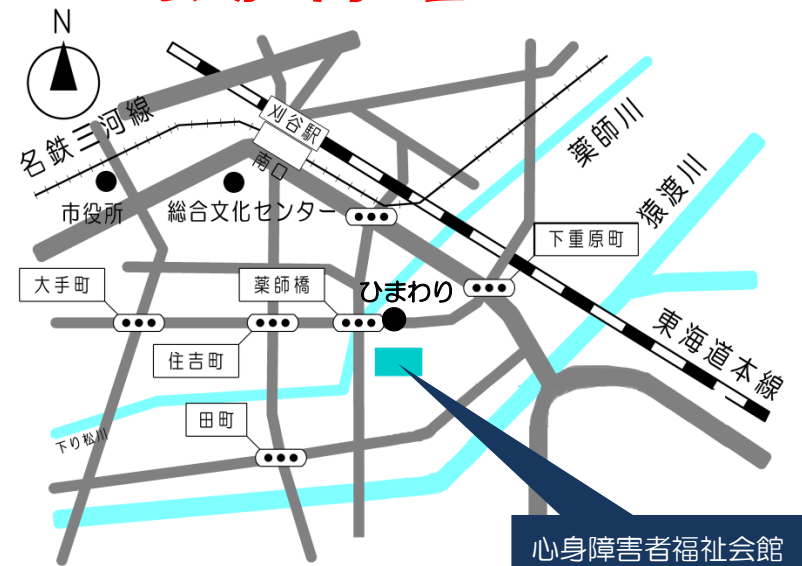 N
名鉄三河線
刈谷駅
南口
薬師川
猿渡川
市役所
総合文化センター
下重原町
大手町
薬師橋
ひまわり
東海道本線
住吉町
田町
下り松川
心身障害者福祉会館